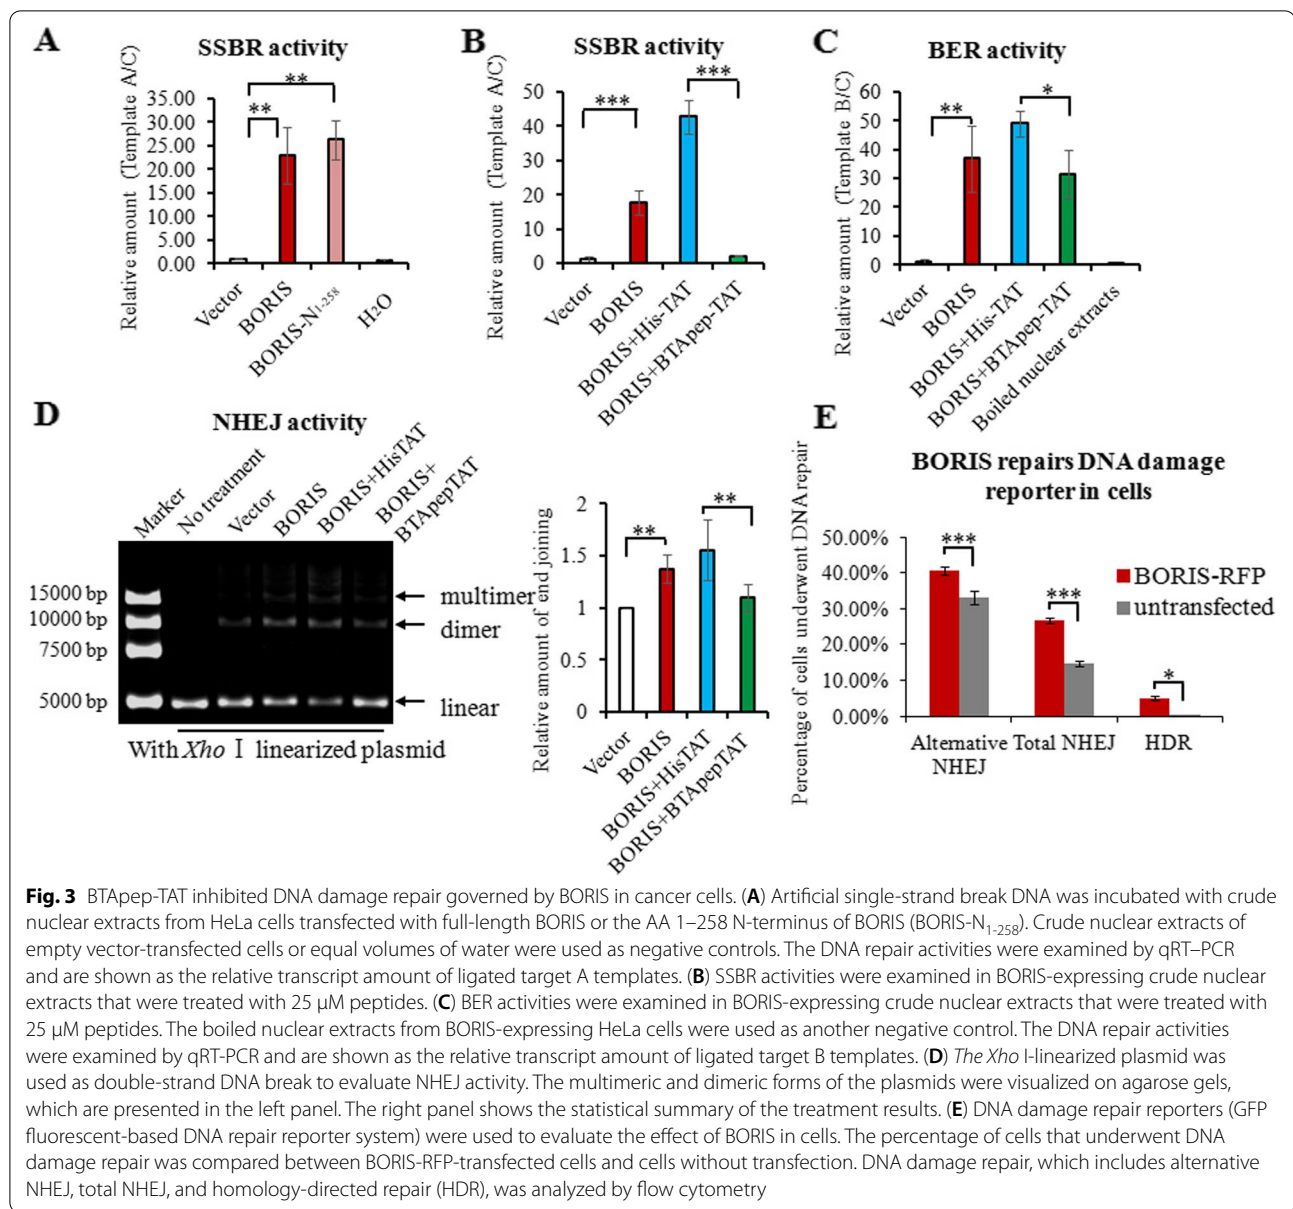 A
SSBR activity
Relative amount (Template A/C)
**
**
35.00
30.00
25.00
20.00
15.00
10.00
5.00
0.00
Vector
BORIS
BORIS-N1-258
H2O
B
SSBR activity
Relative amount (Template A/C)
***
***
50
40
30
20
10
0
Vector
BORIS
BORIS+His-TAT
BORIS+BTApep-TAT
C
BER activity
Relative amount (Template B/C)
**
*
60
50
40
30
20
10
0
Vector
BORIS
BORIS+His-TAT
BORIS+BTApep-TAT
Boiled nuclear extracts
D
NHEJ activity
Marker
No treatment
Vector
BORIS
BORIS+HisTAT
BORIS+
BTApepTAT
15000 bp
10000 bp
7500 bp
5000 bp
multimer
dimer
linear
With Xho I linearized plasmid
Relative amount of end joining
**
**
2
1.5
1
0.5
0
Vector
BORIS
BORIS+HisTAT
BORIS+BTApepTAT
E
BORIS repairs DNA damage
reporter in cells
Percentage of cells underwent DNA repair
50.00%
40.00%
30.00%
20.00%
10.00%
0.00%
***
***
*
BORIS-RFP
untransfected
Alternative
NHEJ
Total NHEJ
HDR
Fig. 3 BTApep-TAT inhibited DNA damage repair governed by BORIS in cancer cells. (A) Artificial single-strand break DNA was incubated with crude
nuclear extracts from HeLa cells transfected with full-length BORIS or the AA 1–258 N-terminus of BORIS (BORIS-N1-258). Crude nuclear extracts of
empty vector-transfected cells or equal volumes of water were used as negative controls. The DNA repair activities were examined by qRT–PCR
and are shown as the relative transcript amount of ligated target A templates. (B) SSBR activities were examined in BORIS-expressing crude nuclear
extracts that were treated with 25 μM peptides. (C) BER activities were examined in BORIS-expressing crude nuclear extracts that were treated with
25 μM peptides. The boiled nuclear extracts from BORIS-expressing HeLa cells were used as another negative control. The DNA repair activities
were examined by qRT-PCR and are shown as the relative transcript amount of ligated target B templates. (D) The Xho I-linearized plasmid was
used as double-strand DNA break to evaluate NHEJ activity. The multimeric and dimeric forms of the plasmids were visualized on agarose gels,
which are presented in the left panel. The right panel shows the statistical summary of the treatment results. (E) DNA damage repair reporters (GFP
fluorescent-based DNA repair reporter system) were used to evaluate the effect of BORIS in cells. The percentage of cells that underwent DNA
damage repair was compared between BORIS-RFP-transfected cells and cells without transfection. DNA damage repair, which includes alternative
NHEJ, total NHEJ, and homology-directed repair (HDR), was analyzed by flow cytometry